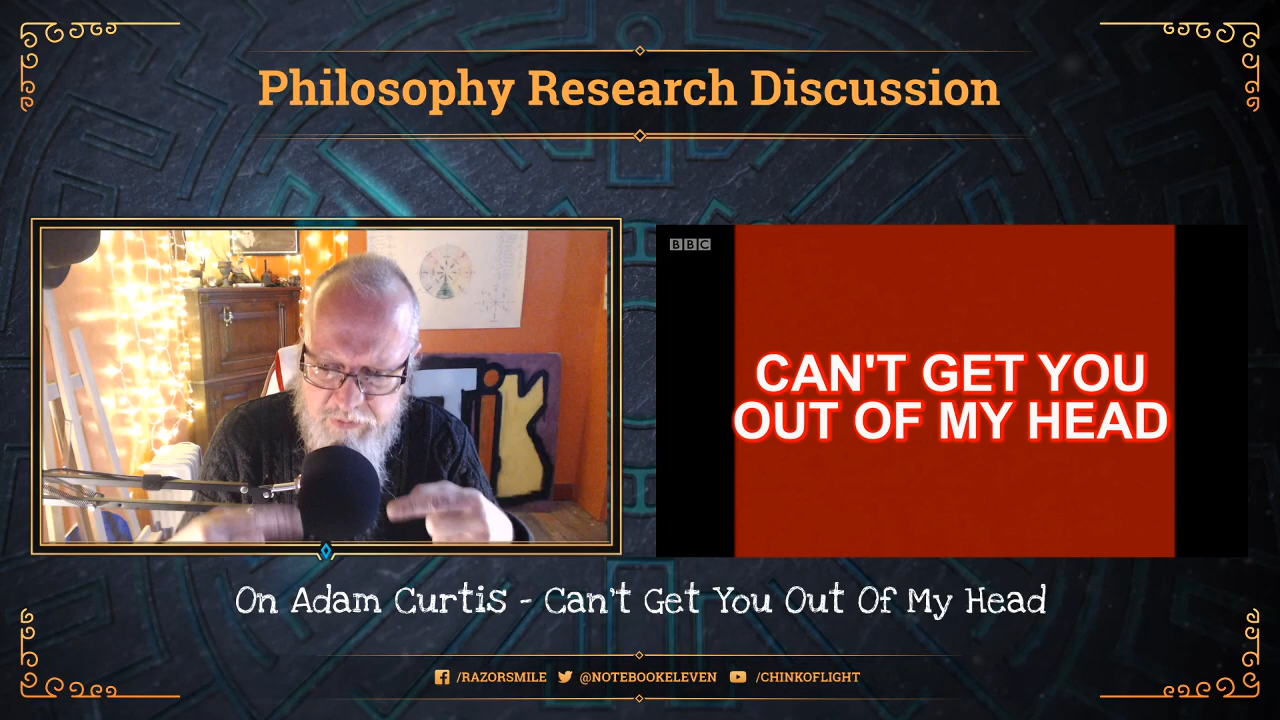 Philosophy Research Discussion
BBC
CAN'T GET YOU
OUT OF MY HEAD
On Adam Curtis - Can't Get You Out Of My Head
/RAZORSMILE @NOTEBOOKELEVEN /CHINKOFLIGHT